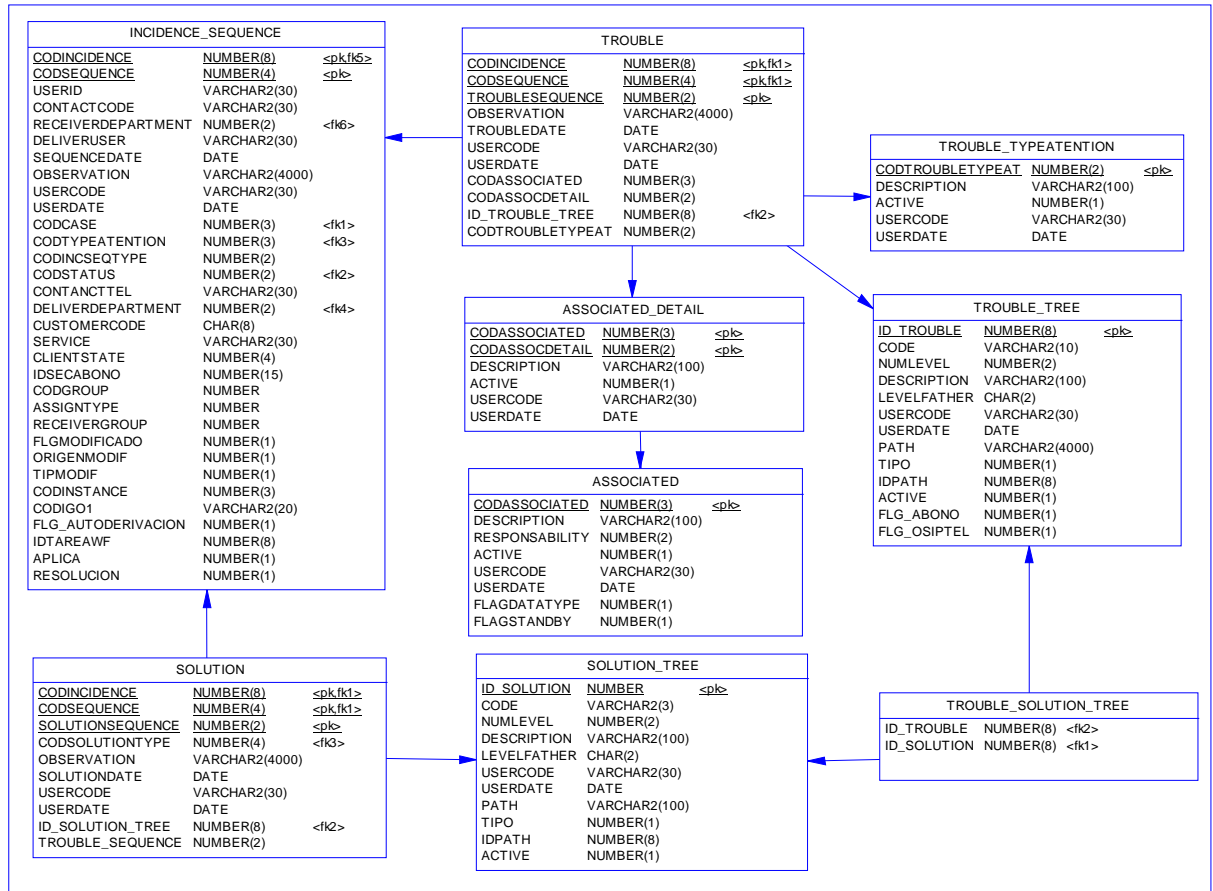 INCIDENCE_SEQUENCE
CODINCIDENCE NUMBER(8) <pk,fk5>
CODSEQUENCE NUMBER(4) <pk>
USERID VARCHAR2(30)
CONTACTCODE VARCHAR2(30)
RECEIVERDEPARTMENT NUMBER(2) <fk6>
DELIVERUSER VARCHAR2(30)
SEQUENCEDATE DATE
OBSERVATION VARCHAR2(4000)
USERCODE VARCHAR2(30)
USERDATE DATE
CODCASE NUMBER(3) <fk1>
CODTYPEATENTION NUMBER(3) <fk3>
CODINCSEQTYPE NUMBER(2)
CODSTATUS NUMBER(2) <fk2>
CONTANCTTEL VARCHAR2(30)
DELIVERDEPARTMENT NUMBER(2) <fk4>
CUSTOMERCODE CHAR(8)
SERVICE VARCHAR2(30)
CLIENTSTATE NUMBER(4)
IDSECABONO NUMBER(15)
CODGROUP NUMBER
ASSIGNTYPE NUMBER
RECEIVERGROUP NUMBER
FLGMODIFICADO NUMBER(1)
ORIGENMODIF NUMBER(1)
TIPMODIF NUMBER(1)
CODINSTANCE NUMBER(3)
CODIGO1 VARCHAR2(20)
FLG_AUTODERIVACION NUMBER(1)
IDTAREAWF NUMBER(8)
APLICA NUMBER(1)
RESOLUCION NUMBER(1)
TROUBLE
CODINCIDENCE NUMBER(8) <pk,fk1>
CODSEQUENCE NUMBER(4) <pk,fk1>
TROUBLESEQUENCE NUMBER(2) <pk>
OBSERVATION VARCHAR2(4000)
TROUBLEDATE DATE
USERCODE VARCHAR2(30)
USERDATE DATE
CODASSOCIATED NUMBER(3)
CODASSOCDETAIL NUMBER(2)
ID_TROUBLE_TREE NUMBER(8) <fk2>
CODTROUBLETYPEAT NUMBER(2)
TROUBLE_TYPEATENTION
CODTROUBLETYPEAT NUMBER(2) <pk>
DESCRIPTION VARCHAR2(100)
ACTIVE NUMBER(1)
USERCODE VARCHAR2(30)
USERDATE DATE
ASSOCIATED_DETAIL
CODASSOCIATED NUMBER(3) <pk>
CODASSOCDETAIL NUMBER(2) <pk>
DESCRIPTION VARCHAR2(100)
ACTIVE NUMBER(1)
USERCODE VARCHAR2(30)
USERDATE DATE
TROUBLE_TREE
ID_TROUBLE NUMBER(8) <pk>
CODE VARCHAR2(10)
NUMLEVEL NUMBER(2)
DESCRIPTION VARCHAR2(100)
LEVELFATHER CHAR(2)
USERCODE VARCHAR2(30)
USERDATE DATE
PATH VARCHAR2(4000)
TIPO NUMBER(1)
IDPATH NUMBER(8)
ACTIVE NUMBER(1)
FLG_ABONO NUMBER(1)
FLG_OSIPTEL NUMBER(1)
ASSOCIATED
CODASSOCIATED NUMBER(3) <pk>
DESCRIPTION VARCHAR2(100)
RESPONSABILITY NUMBER(2)
ACTIVE NUMBER(1)
USERCODE VARCHAR2(30)
USERDATE DATE
FLAGDATATYPE NUMBER(1)
FLAGSTANDBY NUMBER(1)
SOLUTION
CODINCIDENCE NUMBER(8) <pk,fk1>
CODSEQUENCE NUMBER(4) <pk,fk1>
SOLUTIONSEQUENCE NUMBER(2) <pk>
CODSOLUTIONTYPE NUMBER(4) <fk3>
OBSERVATION VARCHAR2(4000)
SOLUTIONDATE DATE
USERCODE VARCHAR2(30)
USERDATE DATE
ID_SOLUTION_TREE NUMBER(8) <fk2>
TROUBLE_SEQUENCE NUMBER(2)
SOLUTION_TREE
ID_SOLUTION NUMBER <pk>
CODE VARCHAR2(3)
NUMLEVEL NUMBER(2)
DESCRIPTION VARCHAR2(100)
LEVELFATHER CHAR(2)
USERCODE VARCHAR2(30)
USERDATE DATE
PATH VARCHAR2(100)
TIPO NUMBER(1)
IDPATH NUMBER(8)
ACTIVE NUMBER(1)
TROUBLE_SOLUTION_TREE
ID_TROUBLE NUMBER(8) <fk2>
ID_SOLUTION NUMBER(8) <fk1>